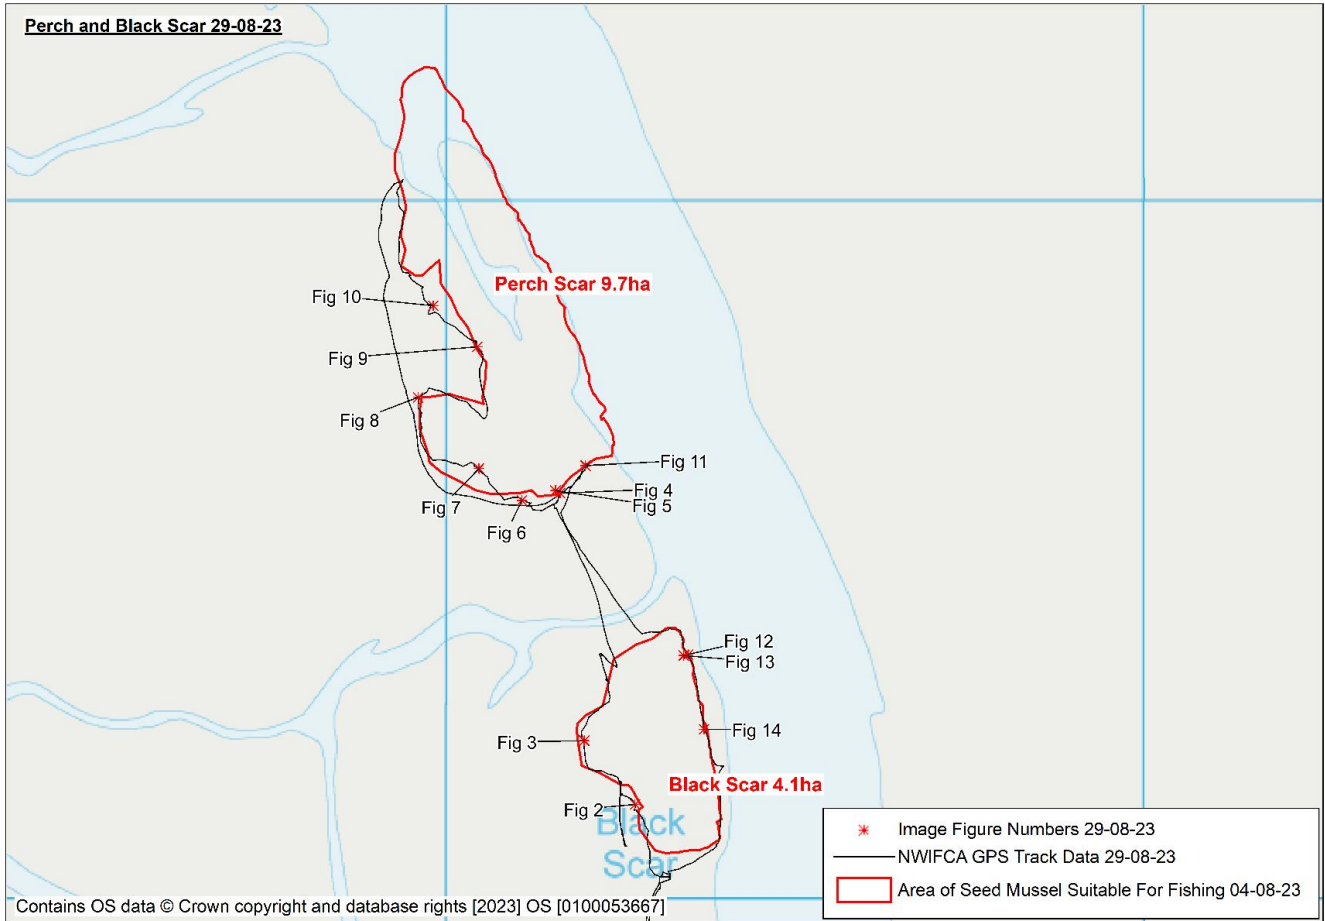 Perch and Black Scar 29-08-23
Perch Scar 9.7ha
Fig 10
Fig 9
Fig 8
Fig 11
Fig 4
Fig 5
Fig 7
Fig 6
Fig 12
Fig 13
Fig 14
Fig 3
Black Scar 4.1ha
Fig 2
Black
Scar
Image Figure Numbers 29-08-23
NWIFCA GPS Track Data 29-08-23
Area of Seed Mussel Suitable For Fishing 04-08-23
Contains OS data © Crown copyright and database rights [2023] OS [0100053667]